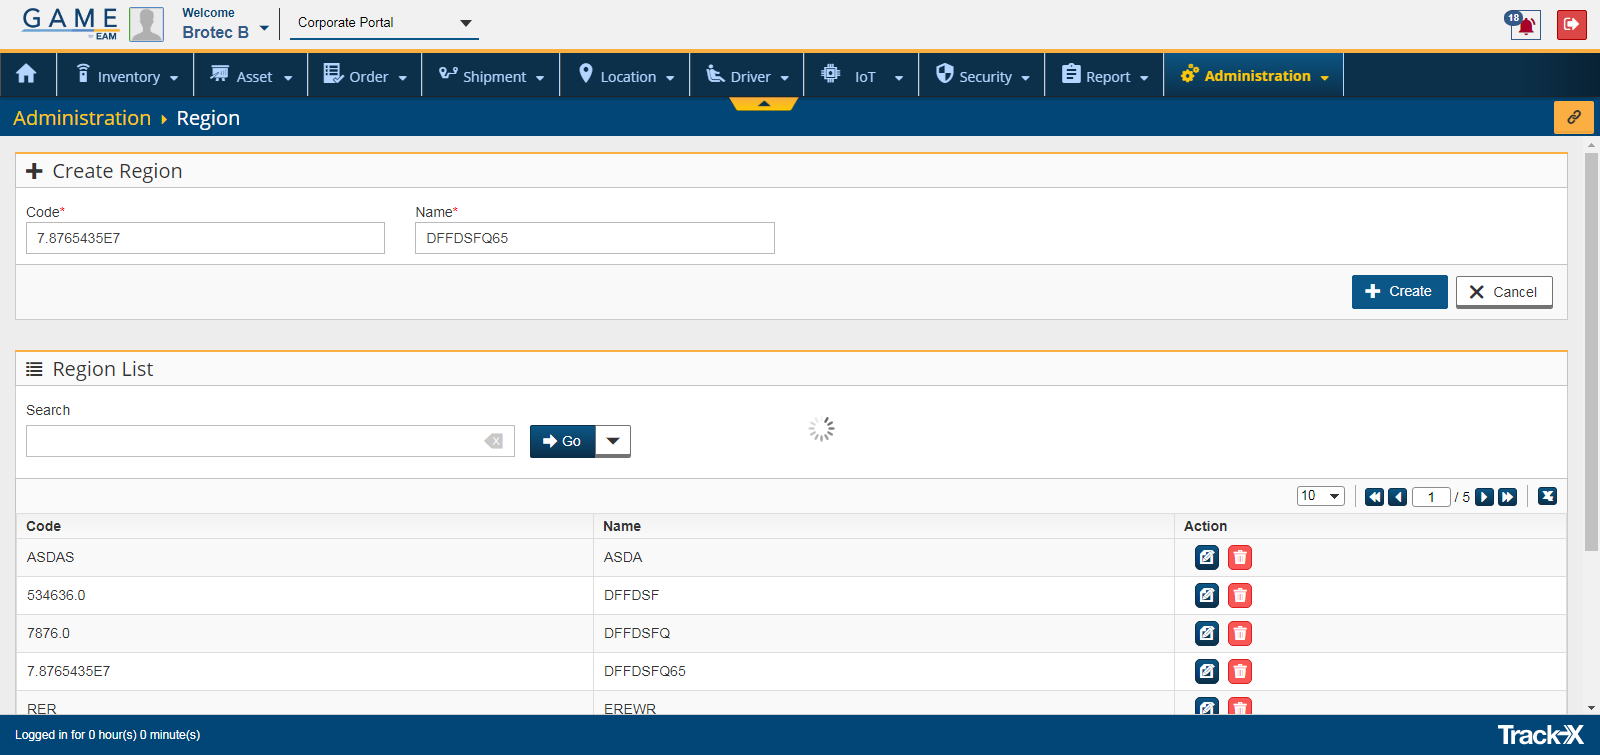 GAME
by EAM
Welcome
Brotec B
Corporate Portal
18
Inventory
Asset
Order
Shipment
Location
Driver
IoT
Security
Report
Administration
Administration
Region
Create Region
Code*
Name*
7.8765435E7
DFFDSFQ65
Create
Cancel
Region List
Search
Go
10
1
/ 5
Code Name Action
ASDAS ASDA
534636.0 DFFDSF
7876.0 DFFDSFQ
7.8765435E7 DFFDSFQ65
RER EREWR
Logged in for 0 hour(s) 0 minute(s)
Track-X